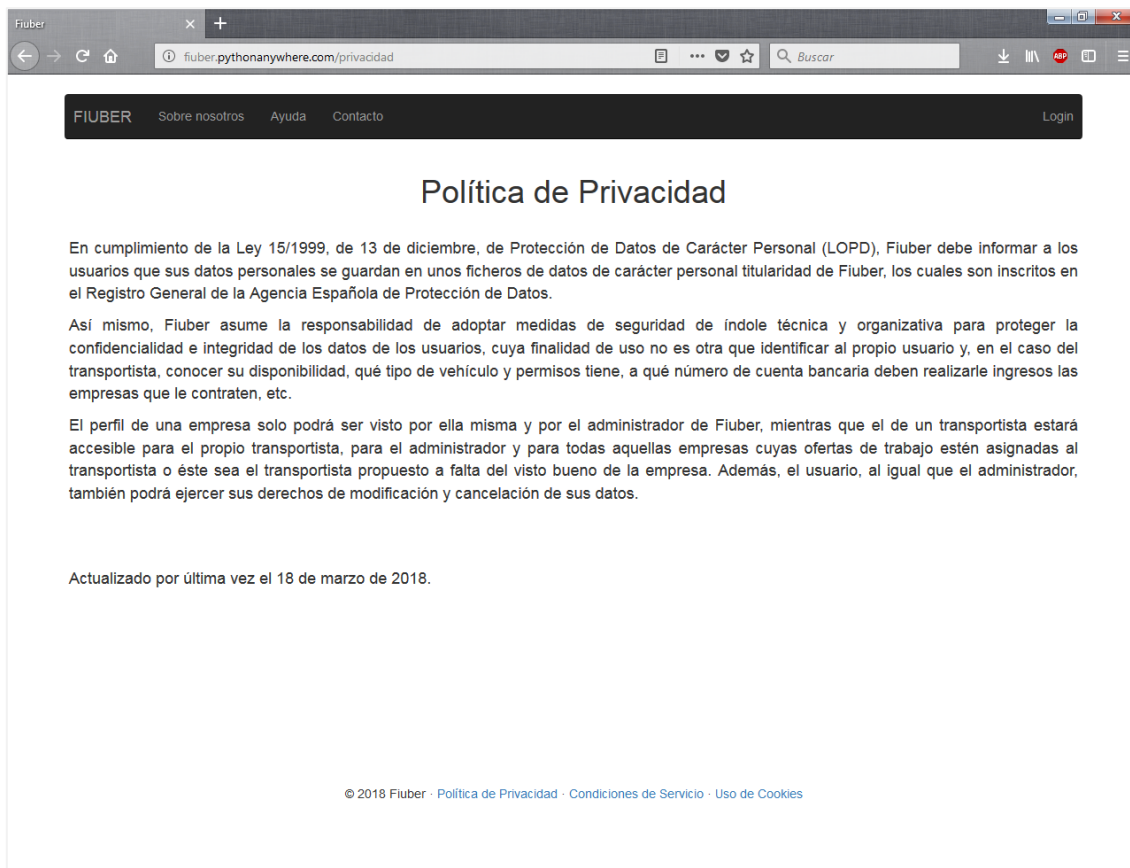 Fiuber
fiuber.pythonanywhere.com/privacidad
Buscar
ABP
FIUBER Sobre nosotros Ayuda Contacto Login
Política de Privacidad
En cumplimiento de la Ley 15/1999, de 13 de diciembre, de Protección de Datos de Carácter Personal (LOPD), Fiuber debe informar a los
usuarios que sus datos personales se guardan en unos ficheros de datos de carácter personal titularidad de Fiuber, los cuales son inscritos en
el Registro General de la Agencia Española de Protección de Datos.
Así mismo, Fiuber asume la responsabilidad de adoptar medidas de seguridad de índole técnica y organizativa para proteger la
confidencialidad e integridad de los datos de los usuarios, cuya finalidad de uso no es otra que identificar al propio usuario y, en el caso del
transportista, conocer su disponibilidad, qué tipo de vehículo y permisos tiene, a qué número de cuenta bancaria deben realizarle ingresos las
empresas que le contraten, etc.
El perfil de una empresa solo podrá ser visto por ella misma y por el administrador de Fiuber, mientras que el de un transportista estará
accesible para el propio transportista, para el administrador y para todas aquellas empresas cuyas ofertas de trabajo estén asignadas al
transportista o éste sea el transportista propuesto a falta del visto bueno de la empresa. Además, el usuario, al igual que el administrador,
también podrá ejercer sus derechos de modificación y cancelación de sus datos.
Actualizado por última vez el 18 de marzo de 2018.
© 2018 Fiuber · Política de Privacidad · Condiciones de Servicio · Uso de Cookies